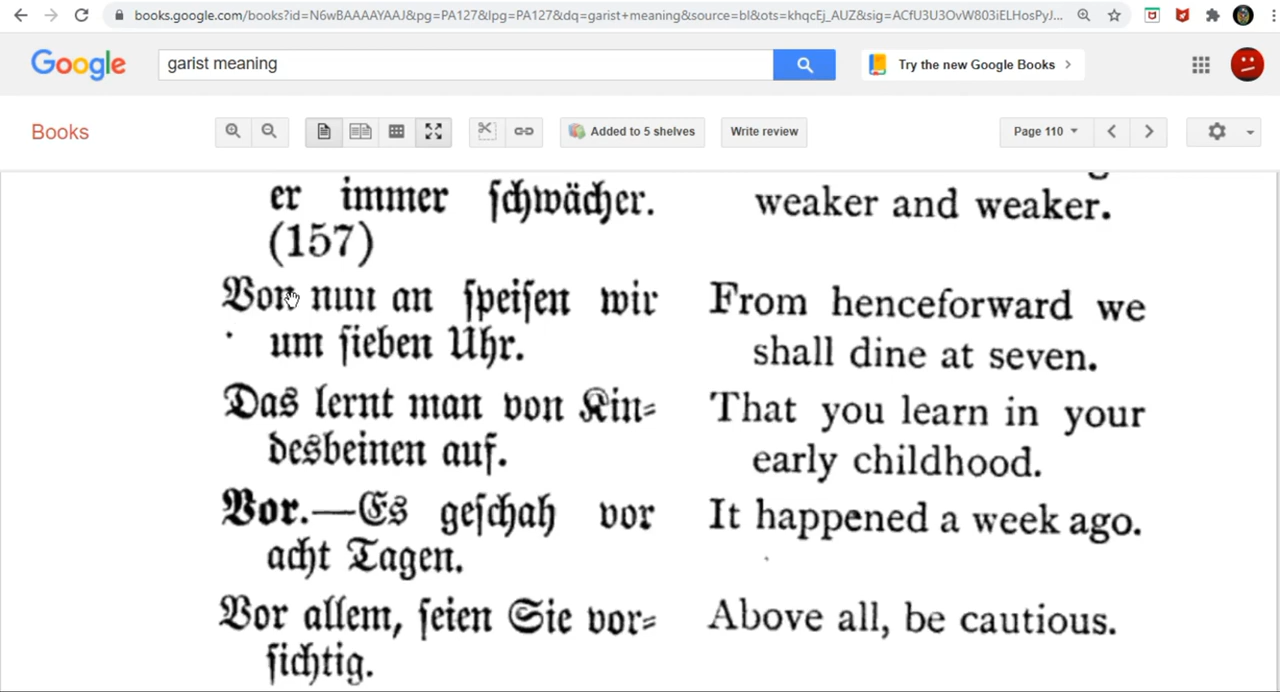 books.google.com/books?id=N6wBAAAAYAAJ&pg=PA127&lpg=PA127&dq=garist+meaning&source=bl&ots=khqcEj_AUZ&sig=ACfU3U3OvW803iELHosPyJ...
Google
garist meaning
Try the new Google Books
Books
Added to 5 shelves
Write review
Page 110
er immer ſchwächer.
weaker and weaker.
(157)
Von nun an ſpeiſen wir
From henceforward we
um ſieben Uhr.
shall dine at seven.
Das lernt man von Kin=
That you learn in your
desbeinen auf.
early childhood.
Vor.—Es geſchah vor
It happened a week ago.
acht Tagen.
Vor allem, ſeien Sie vor=
Above all, be cautious.
ſichtig.